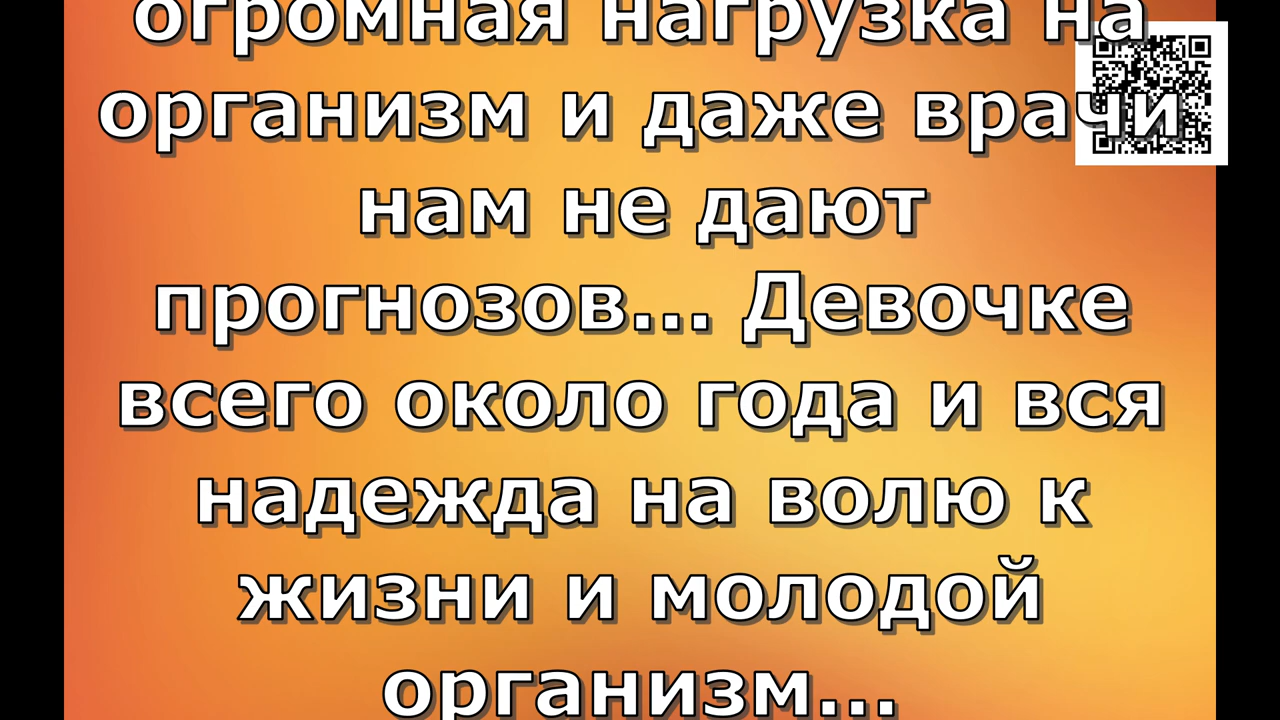 огромная нагрузка на
организм и даже врачи
нам не дают
прогнозов... Девочке
всего около года и вся
надежда на волю к
жизни и молодой
организм...